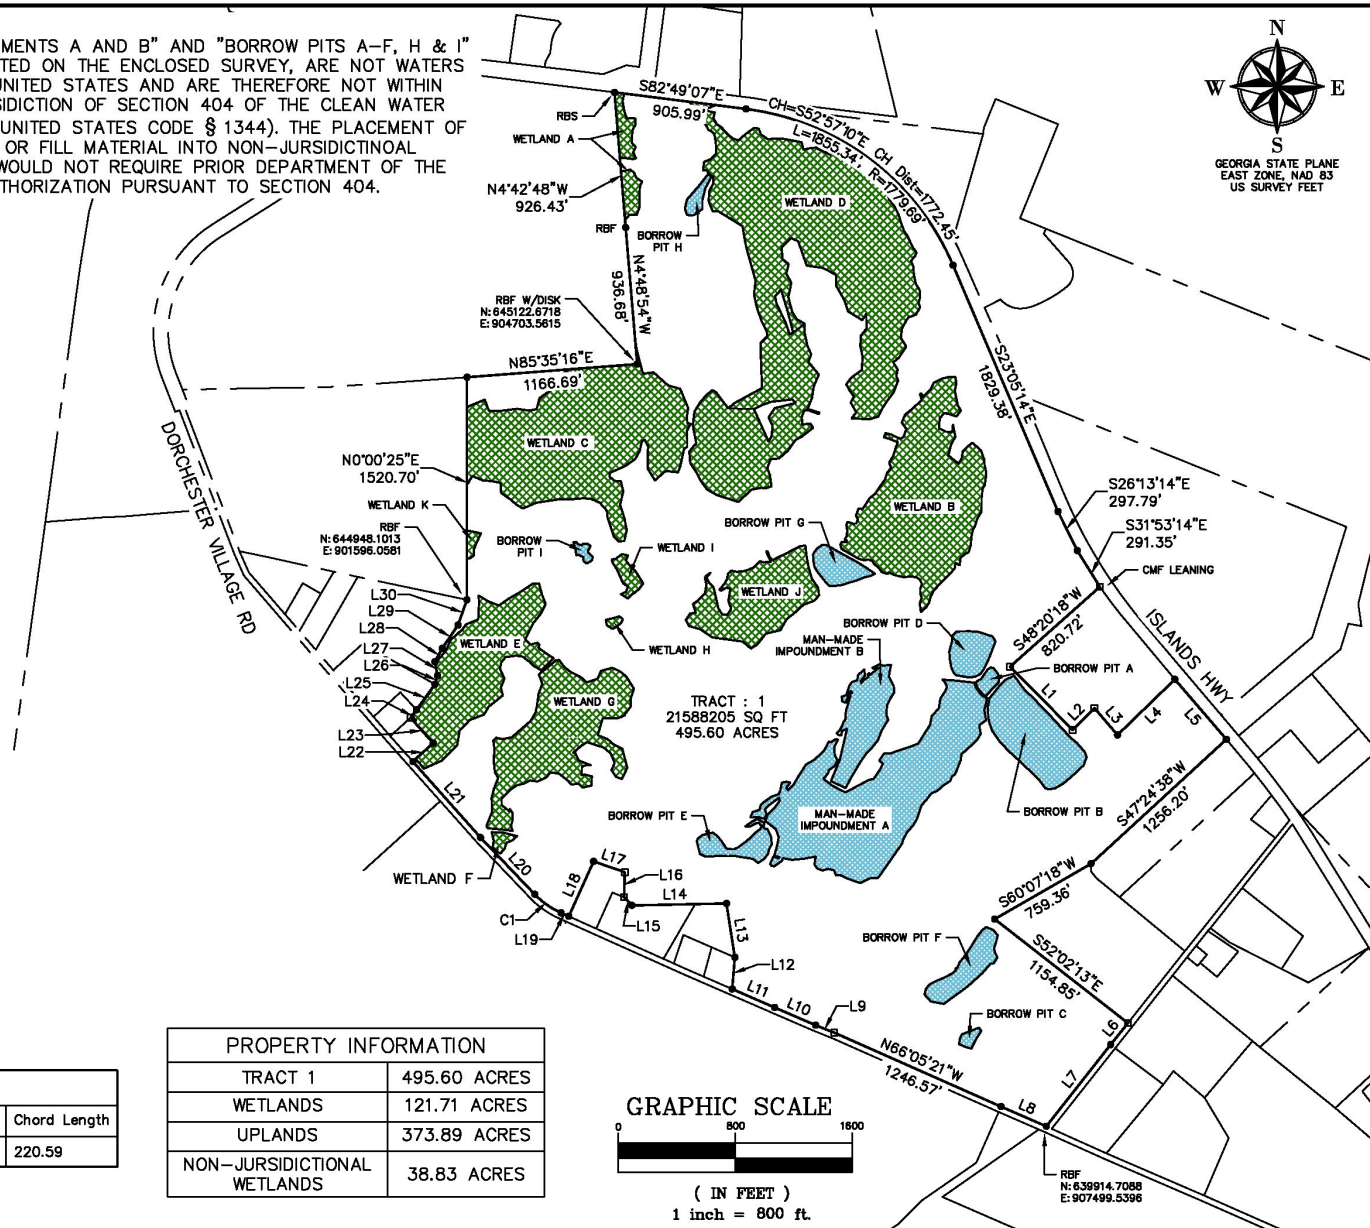 MENTS A AND B" AND "BORROW PITS A-F, H & I"
TED ON THE ENCLOSED SURVEY, ARE NOT WATERS
UNITED STATES AND ARE THEREFORE NOT WITHIN
SIDICTION OF SECTION 404 OF THE CLEAN WATER
UNITED STATES CODE § 1344). THE PLACEMENT OF
OR FILL MATERIAL INTO NON-JURSIDICTINOAL
WOULD NOT REQUIRE PRIOR DEPARTMENT OF THE
THORIZATION PURSUANT TO SECTION 404.
N
W E
S
GEORGIA STATE PLANE
EAST ZONE, NAD 83
US SURVEY FEET
S82°49'07"E
905.99'
CH=S52°57'10"E CH Dist=1772.45'
L=1855.34', R=1779.69'
RBS
WETLAND A
N4°42'48"W
926.43'
RBF
BORROW
PIT H
WETLAND D
N4°48'54"W
936.68'
RBF W/DISK
N: 645122.6718
E: 904703.5615
N85°35'16"E
1166.69'
S23°05'14"E
1829.38'
DORCHESTER VILLAGE RD
WETLAND C
N0°00'25"E
1520.70'
WETLAND K
RBF
N: 644948.1013
E: 901596.0581
BORROW
PIT I
WETLAND I
BORROW PIT G
WETLAND B
S26°13'14"E
297.79'
S31°53'14"E
291.35'
CMF LEANING
WETLAND J
ISLANDS HWY
S48°20'18"W
820.72'
L30
L29
L28
L27
L26
L25
L24
L23
L22
WETLAND E
WETLAND H
WETLAND G
BORROW PIT D
MAN-MADE
IMPOUNDMENT B
BORROW PIT A
TRACT : 1
21588205 SQ FT
495.60 ACRES
L1
L2
L3
L4
L5
L21
BORROW PIT E
MAN-MADE
IMPOUNDMENT A
BORROW PIT B
S47°24'38"W
1256.20'
WETLAND F
L20
C1
L19
L18
L17
L16
L14
L15
L13
L12
L11
L10
L9
S60°07'18"W
759.36'
BORROW PIT F
S52°02'13"E
1154.85'
BORROW PIT C
L6
L7
L8
N66°05'21"W
1246.57'
RBF
N: 639914.7088
E: 907499.5396
Chord Length
220.59
PROPERTY INFORMATION
TRACT 1 495.60 ACRES
WETLANDS 121.71 ACRES
UPLANDS 373.89 ACRES
NON-JURSIDICTIONAL
WETLANDS 38.83 ACRES
GRAPHIC SCALE
0 800 1600
( IN FEET )
1 inch = 800 ft.